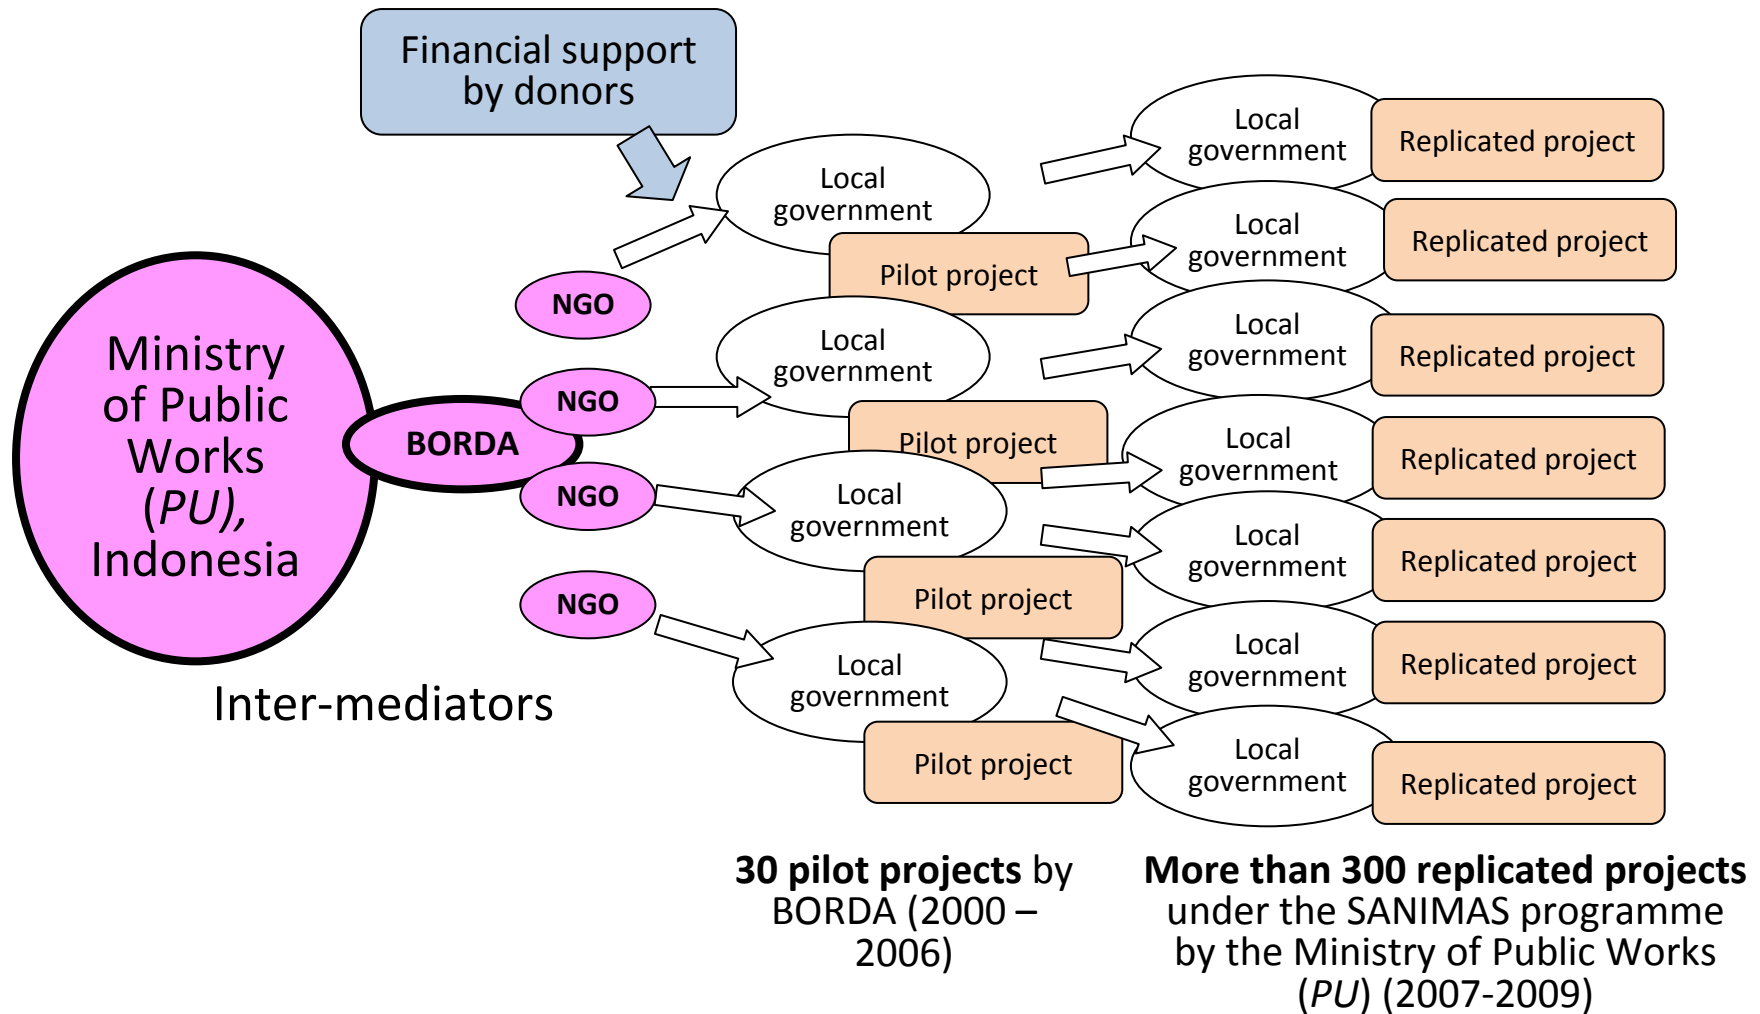 Financial support
by donors
Ministry
of Public
Works
(PU),
Indonesia
BORDA
NGO
NGO
NGO
NGO
Inter-mediators
Local
government
Pilot project
Local
government
Pilot project
Local
government
Pilot project
Local
government
Pilot project
Local
government
Replicated project
Local
government
Replicated project
Local
government
Replicated project
Local
government
Replicated project
Local
government
Replicated project
Local
government
Replicated project
Local
government
Replicated project
30 pilot projects by
BORDA (2000 –
2006)
More than 300 replicated projects
under the SANIMAS programme
by the Ministry of Public Works
(PU) (2007-2009)